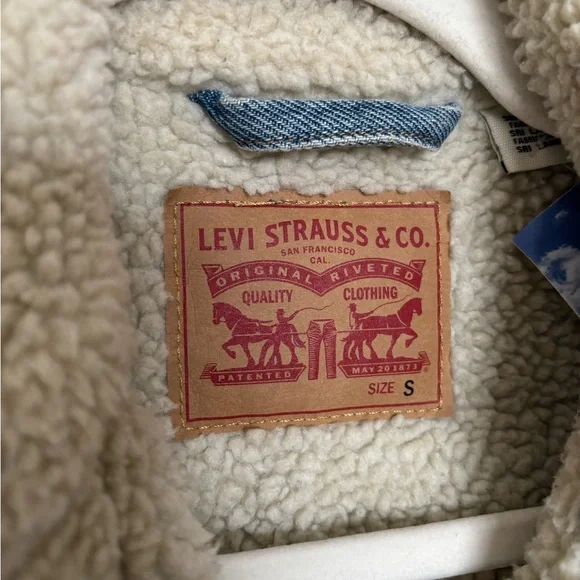 LEVI STRAUSS & CO.
SAN FRANCISCO
CAL.
ORIGINAL RIVETED
QUALITY CLOTHING
PATENTED MAY 20 1873
SIZE S